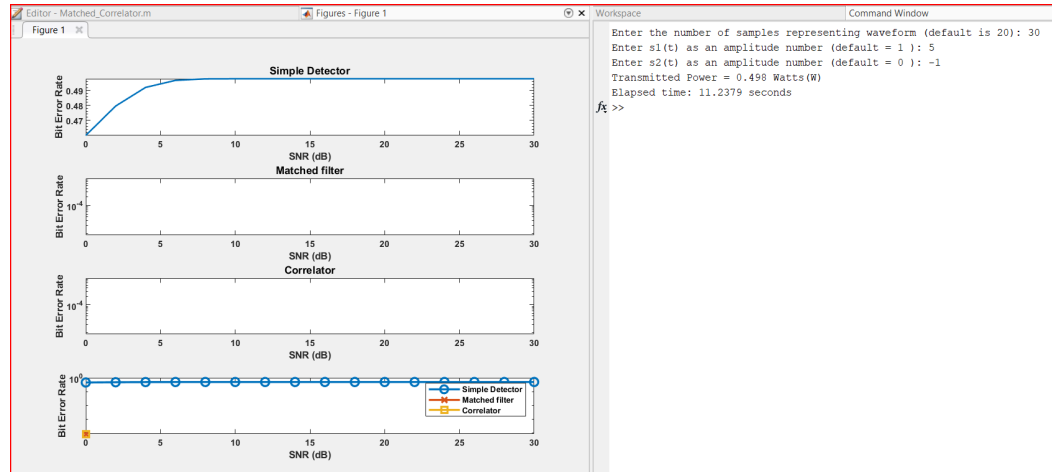 Editor - Matched_Correlator.m
Figures - Figure 1
Workspace
Command Window
Figure 1
Simple Detector
Bit Error Rate
0.49
0.48
0.47
0 5 10 15 20 25 30
SNR (dB)
Matched filter
Bit Error Rate
10^-4
0 5 10 15 20 25 30
SNR (dB)
Correlator
Bit Error Rate
10^-4
0 5 10 15 20 25 30
SNR (dB)
Bit Error Rate
10^0
Simple Detector
Matched filter
Correlator
0 5 10 15 20 25 30
SNR (dB)
Enter the number of samples representing waveform (default is 20): 30
Enter s1(t) as an amplitude number (default = 1 ): 5
Enter s2(t) as an amplitude number (default = 0 ): -1
Transmitted Power = 0.498 Watts(W)
Elapsed time: 11.2379 seconds
fx >>